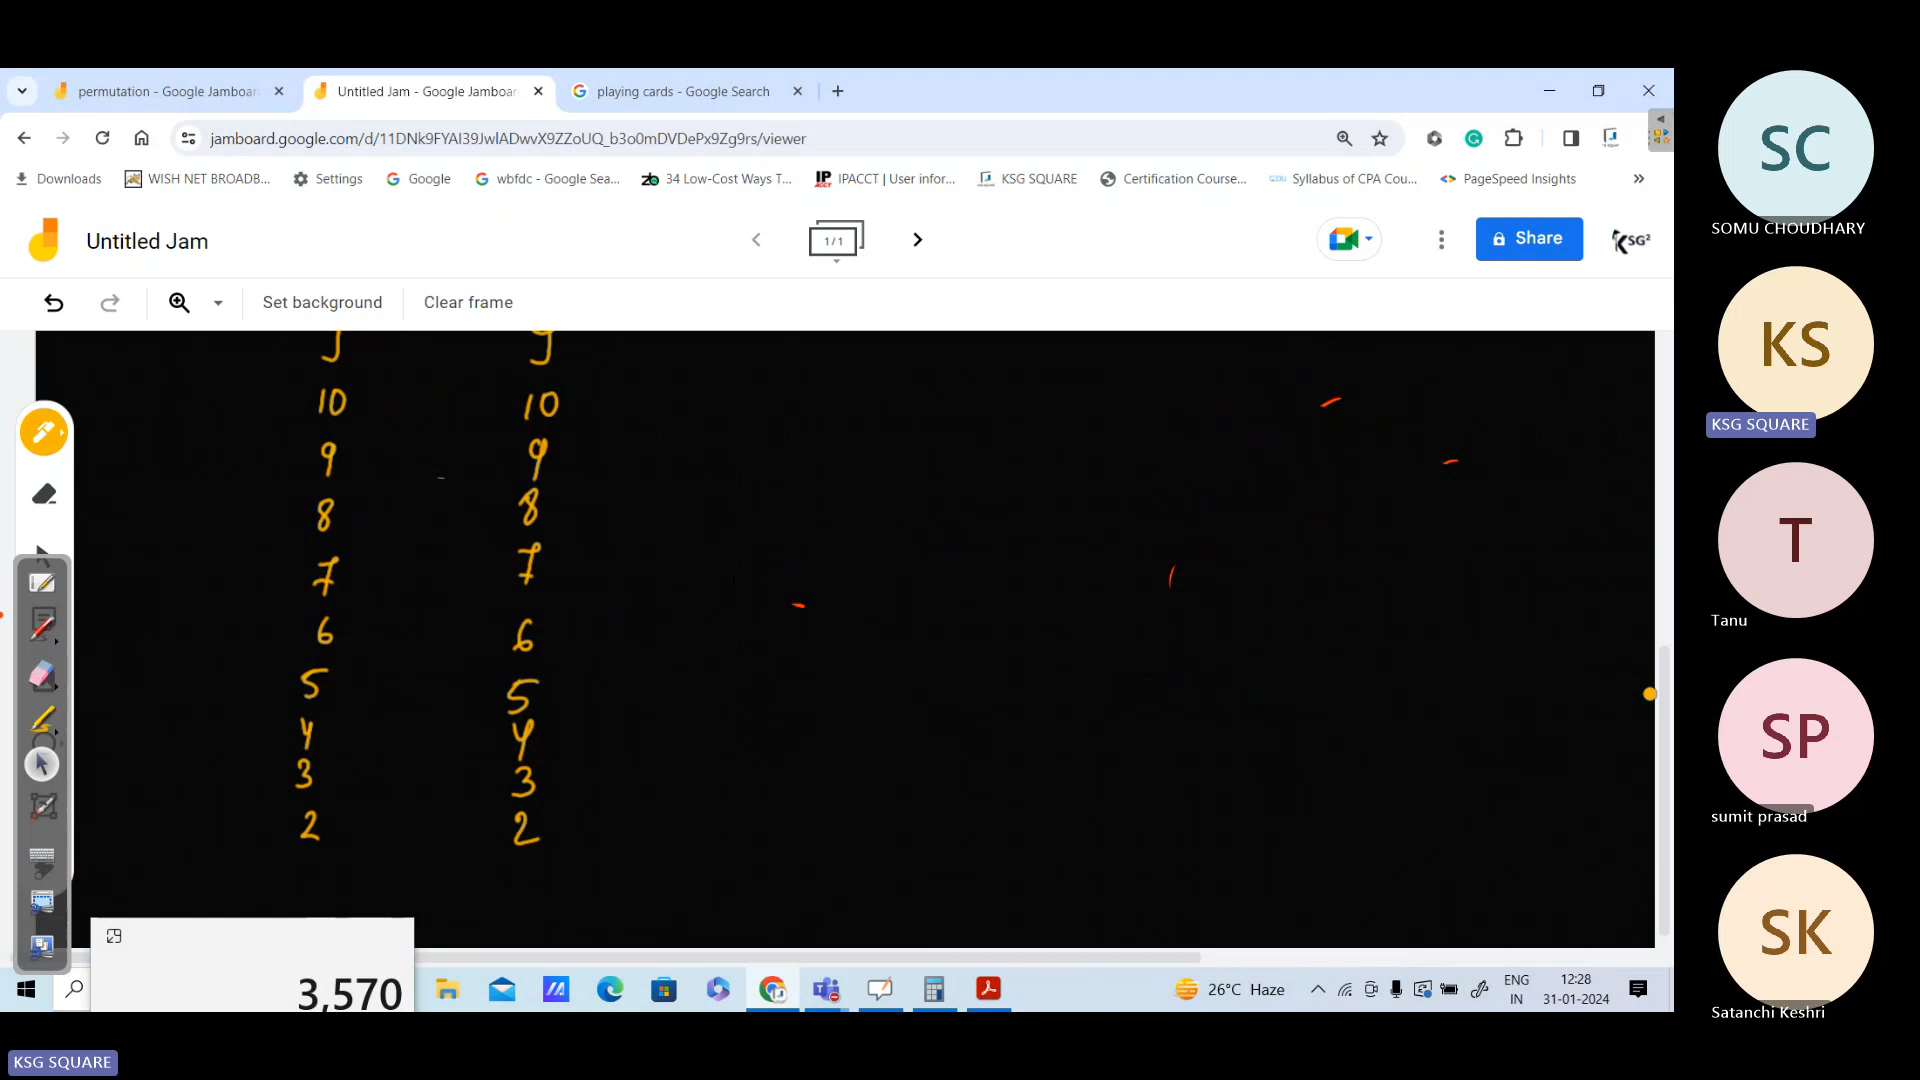 permutation - Google Jamboar
Untitled Jam - Google Jamboar
playing cards - Google Search
jamboard.google.com/d/11DNk9FYAI39JwlADwvX9ZZoUQ_b3o0mDVDePx9Zg9rs/viewer
Downloads
WISH NET BROADB...
Settings
Google
wbfdc - Google Sea...
34 Low-Cost Ways T...
IPACCT | User infor...
KSG SQUARE
Certification Course...
Syllabus of CPA Cou...
PageSpeed Insights
Untitled Jam
1 / 1
Share
KSG²
Set background
Clear frame
J J
10 10
9 9
8 8
7 7
6 6
5 5
4 4
3 3
2 2
3,570
26°C Haze
ENG
IN
12:28
31-01-2024
SC
SOMU CHOUDHARY
KS
KSG SQUARE
T
Tanu
SP
sumit prasad
SK
Satanchi Keshri
KSG SQUARE